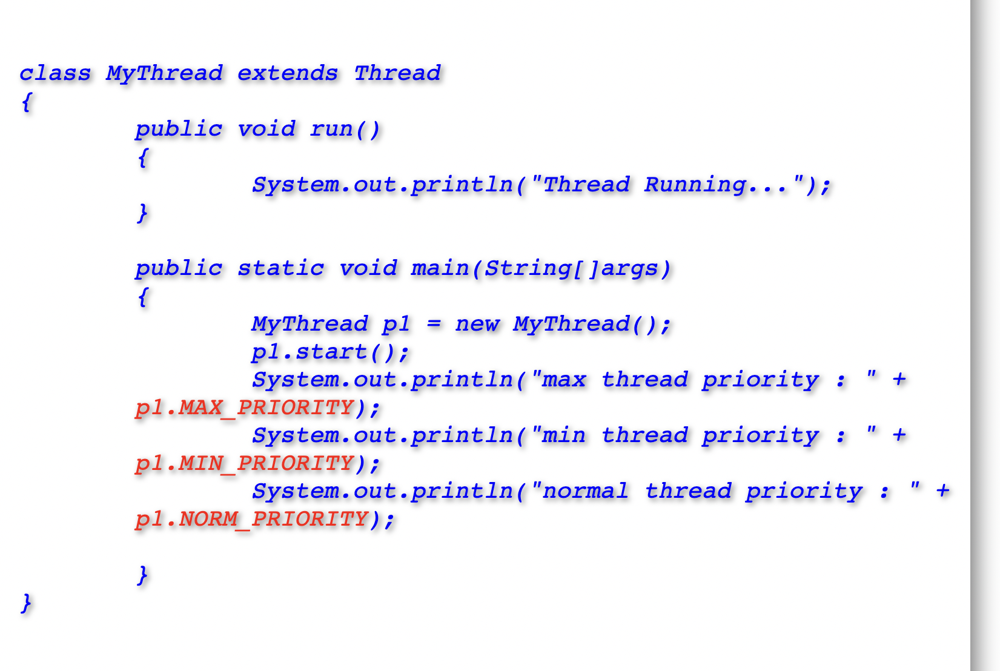 class MyThread extends Thread
{
public void run()
{
System.out.println("Thread Running...");
}
public static void main(String[]args)
{
MyThread p1 = new MyThread();
p1.start();
System.out.println("max thread priority : " +
p1.MAX_PRIORITY);
System.out.println("min thread priority : " +
p1.MIN_PRIORITY);
System.out.println("normal thread priority : " +
p1.NORM_PRIORITY);
}
}